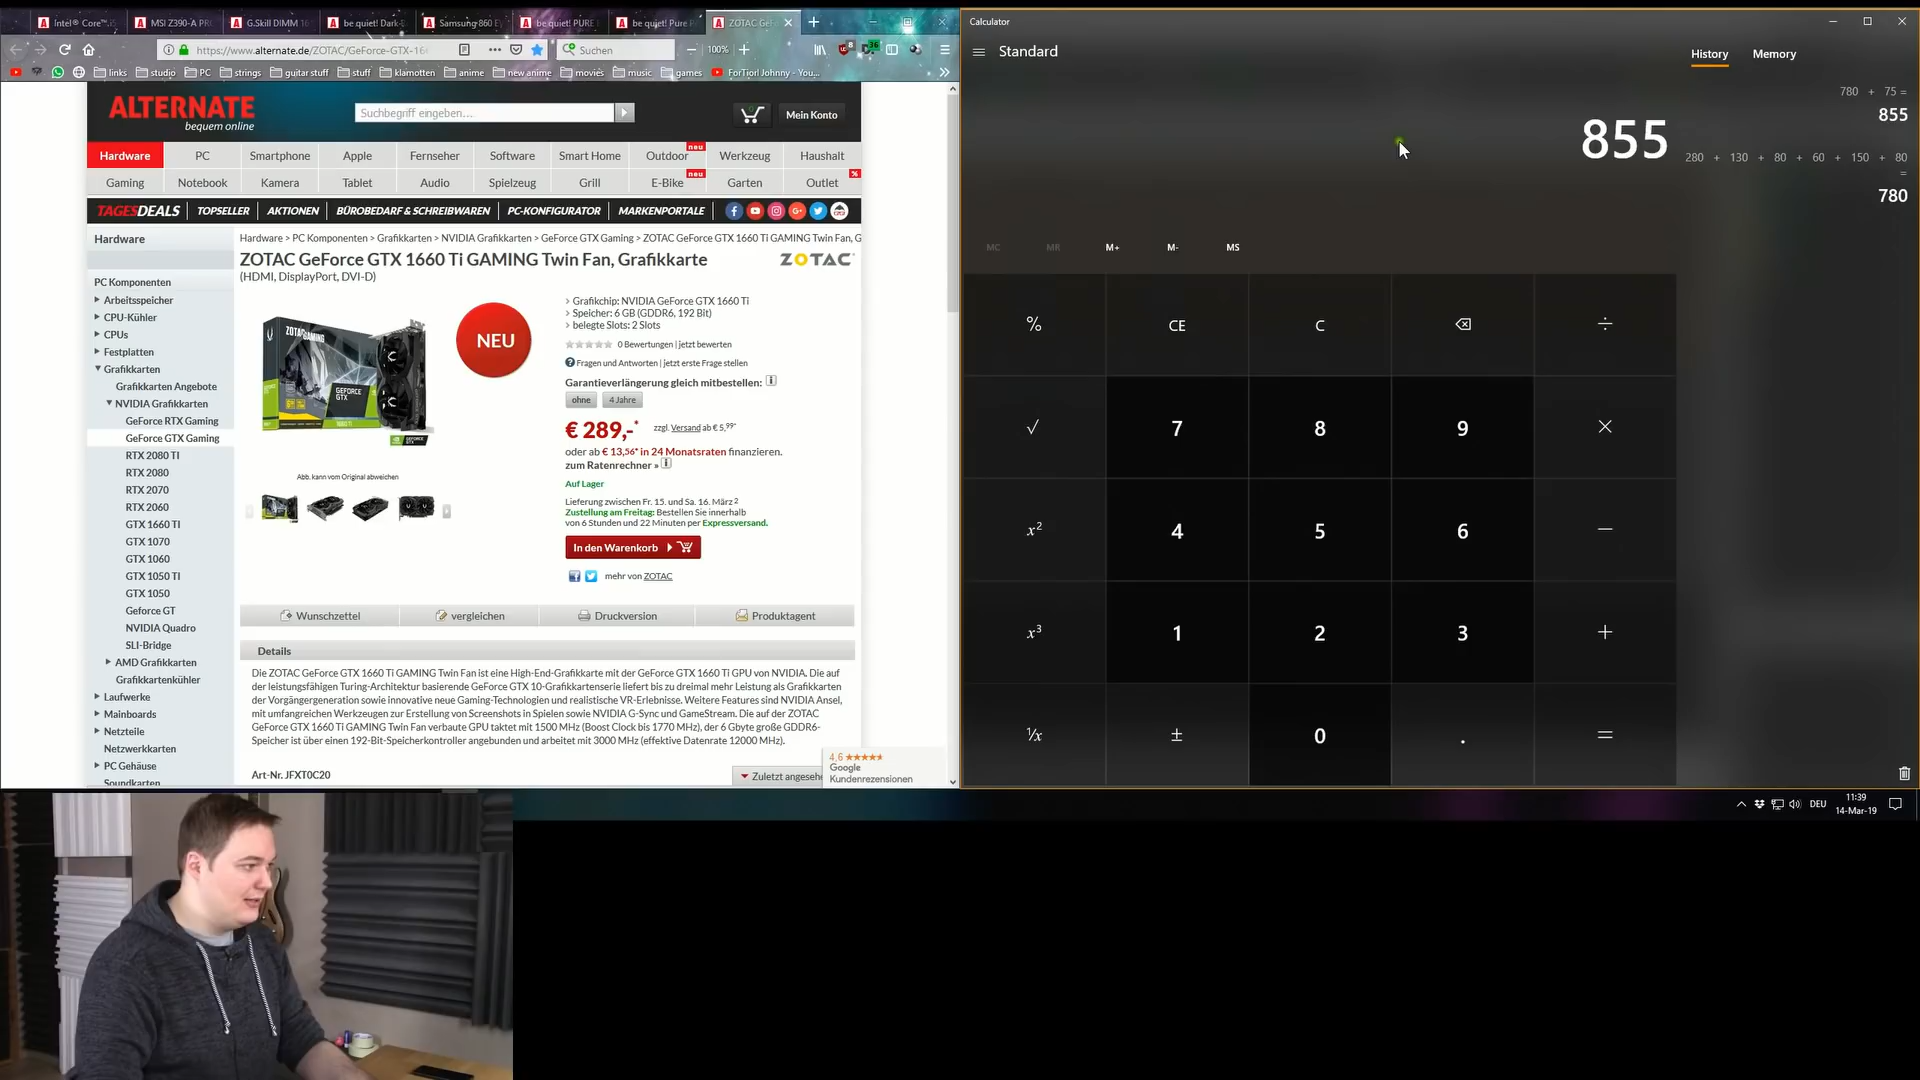 Intel® Core™ i5
MSI Z390-A PRO
G.Skill DIMM 16
be quiet! Dark
Samsung 860 E
be quiet! PURE
be quiet! Pure
ZOTAC GeF
https://www.alternate.de/ZOTAC/GeForce-GTX-16
100%
Suchen
links
studio
PC
strings
guitar stuff
stuff
klamotten
anime
new anime
movies
music
games
ForTiorI Johnny - You...
ALTERNATE
bequem online
Suchbegriff eingeben...
Mein Konto
Hardware
PC
Smartphone
Apple
Fernseher
Software
Smart Home
Outdoor
neu
Werkzeug
Haushalt
Gaming
Notebook
Kamera
Tablet
Audio
Spielzeug
Grill
E-Bike
neu
Garten
Outlet
%
TAGESDEALS
TOPSELLER
AKTIONEN
BÜROBEDARF & SCHREIBWAREN
PC-KONFIGURATOR
MARKENPORTALE
Hardware
PC Komponenten
Arbeitsspeicher
CPU-Kühler
CPUs
Festplatten
Grafikkarten
Grafikkarten Angebote
NVIDIA Grafikkarten
GeForce RTX Gaming
GeForce GTX Gaming
RTX 2080 TI
RTX 2080
RTX 2070
RTX 2060
GTX 1660 TI
GTX 1070
GTX 1060
GTX 1050 TI
GTX 1050
Geforce GT
NVIDIA Quadro
SLI-Bridge
AMD Grafikkarten
Grafikkartenkühler
Laufwerke
Mainboards
Netzteile
Netzwerkkarten
PC Gehäuse
Soundkarten
Hardware > PC Komponenten > Grafikkarten > NVIDIA Grafikkarten > GeForce GTX Gaming > ZOTAC GeForce GTX 1660 Ti GAMING Twin Fan, G
ZOTAC GeForce GTX 1660 Ti GAMING Twin Fan, Grafikkarte
(HDMI, DisplayPort, DVI-D)
ZOTAC
NEU
Abb. kann vom Original abweichen
> Grafikchip: NVIDIA GeForce GTX 1660 Ti
> Speicher: 6 GB (GDDR6, 192 Bit)
> belegte Slots: 2 Slots
0 Bewertungen | jetzt bewerten
Fragen und Antworten | jetzt erste Frage stellen
Garantieverlängerung gleich mitbestellen:
ohne
4 Jahre
€ 289,-*
zzgl. Versand ab € 5,99**
oder ab € 13,56* in 24 Monatsraten finanzieren.
zum Ratenrechner »
Auf Lager
Lieferung zwischen Fr. 15. und Sa. 16. März 2
Zustellung am Freitag: Bestellen Sie innerhalb
von 6 Stunden und 22 Minuten per Expressversand.
In den Warenkorb
mehr von ZOTAC
Wunschzettel
vergleichen
Druckversion
Produktagent
Details
Die ZOTAC GeForce GTX 1660 Ti GAMING Twin Fan ist eine High-End-Grafikkarte mit der GeForce GTX 1660 Ti GPU von NVIDIA. Die auf
der leistungsfähigen Turing-Architektur basierende GeForce GTX 10-Grafikkartenserie liefert bis zu dreimal mehr Leistung als Grafikkarten
der Vorgängergeneration sowie innovative neue Gaming-Technologien und realistische VR-Erlebnisse. Weitere Features sind NVIDIA Ansel,
mit umfangreichen Werkzeugen zur Erstellung von Screenshots in Spielen sowie NVIDIA G-Sync und GameStream. Die auf der ZOTAC
GeForce GTX 1660 Ti GAMING Twin Fan verbaute GPU taktet mit 1500 MHz (Boost Clock bis 1770 MHz), der 6 Gbyte große GDDR6-
Speicher ist über einen 192-Bit-Speicherkontroller angebunden und arbeitet mit 3000 MHz (effektive Datenrate 12000 MHz).
Art-Nr. JFXT0C20
Zuletzt angesehe
4,6
Google
Kundenrezensionen
Calculator
Standard
History
Memory
855
780 + 75 =
855
280 + 130 + 80 + 60 + 150 + 80
=
780
MC
MR
M+
M-
MS
%
CE
C
÷
√
7
8
9
×
x²
4
5
6
−
x³
1
2
3
+
⅟x
±
0
.
=
DEU
11:39
14-Mar-19